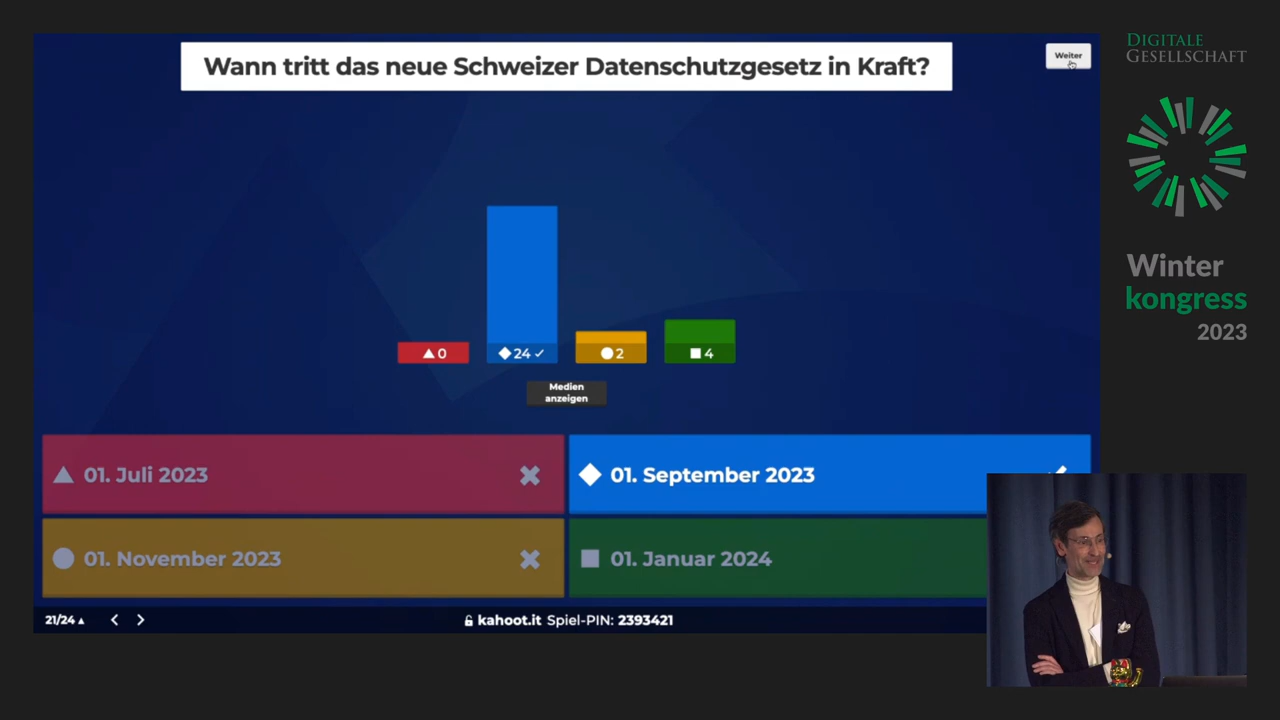 Wann tritt das neue Schweizer Datenschutzgesetz in Kraft?
Weiter
DIGITALE
GESELLSCHAFT
Winter
kongress
2023
0
24
2
4
Medien
anzeigen
01. Juli 2023
01. September 2023
01. November 2023
01. Januar 2024
21/24
kahoot.it Spiel-PIN: 2393421